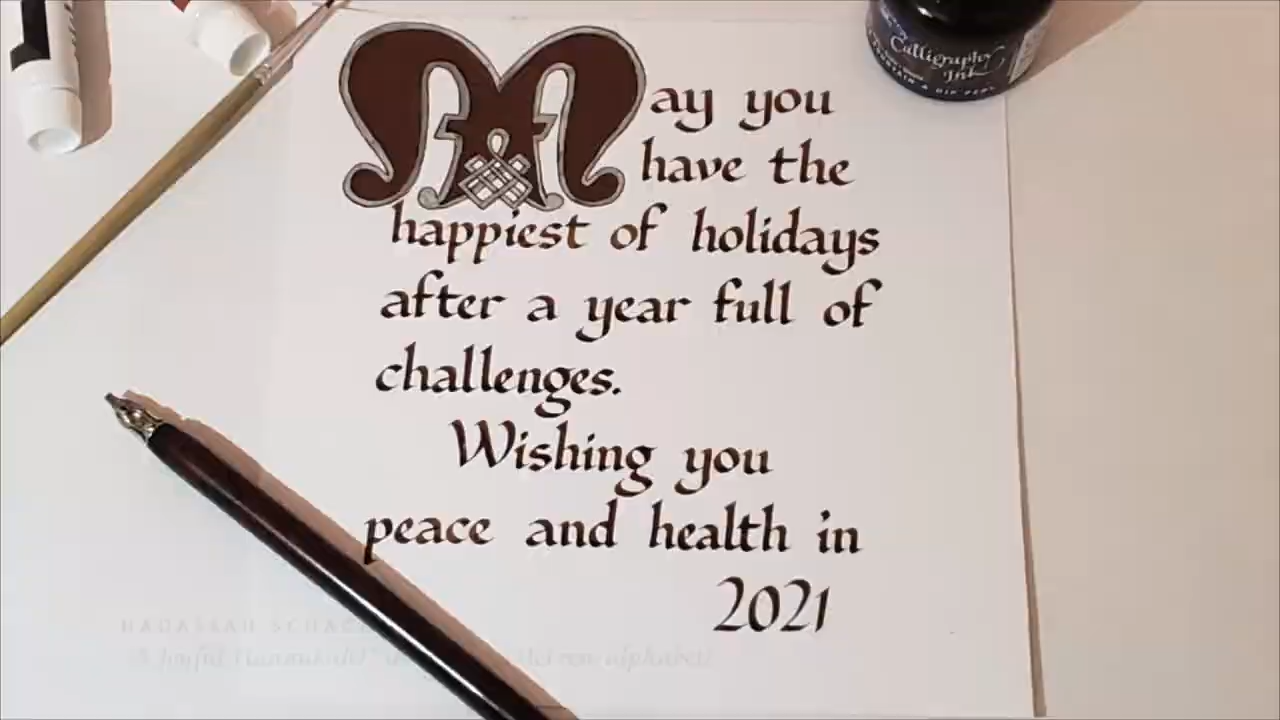 May you
have the
happiest of holidays
after a year full of
challenges.
Wishing you
peace and health in
2021
Calligraphy
Ink
HADASSAH